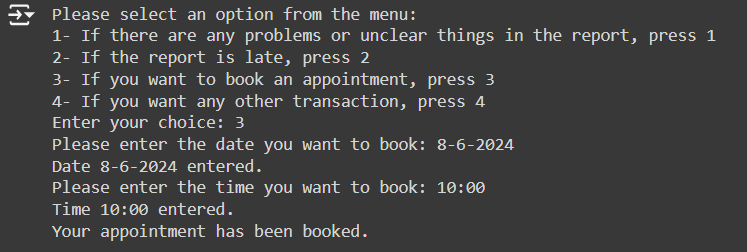 Please select an option from the menu:
1- If there are any problems or unclear things in the report, press 1
2- If the report is late, press 2
3- If you want to book an appointment, press 3
4- If you want any other transaction, press 4
Enter your choice: 3
Please enter the date you want to book: 8-6-2024
Date 8-6-2024 entered.
Please enter the time you want to book: 10:00
Time 10:00 entered.
Your appointment has been booked.